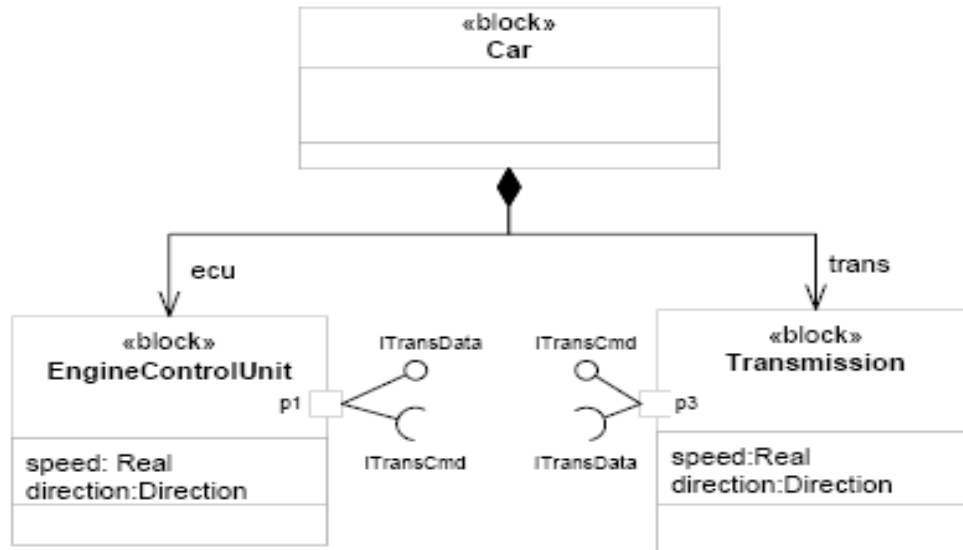 «block»
Car
ecu
trans
«block»
EngineControlUnit
p1
speed: Real
direction:Direction
ITransData
ITransCmd
ITransCmd
ITransData
«block»
Transmission
p3
speed:Real
direction:Direction